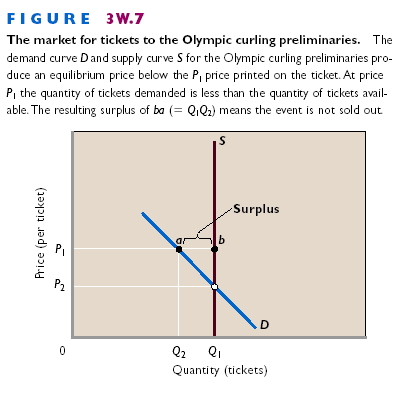 FIGURE 3W.7
The market for tickets to the Olympic curling preliminaries. The
demand curve D and supply curve S for the Olympic curling preliminaries pro-
duce an equilibrium price below the P1 price printed on the ticket. At price
P1 the quantity of tickets demanded is less than the quantity of tickets avail-
able. The resulting surplus of ba (= Q1Q2) means the event is not sold out.
S
Surplus
a
b
P1
P2
D
0
Q2
Q1
Price (per ticket)
Quantity (tickets)